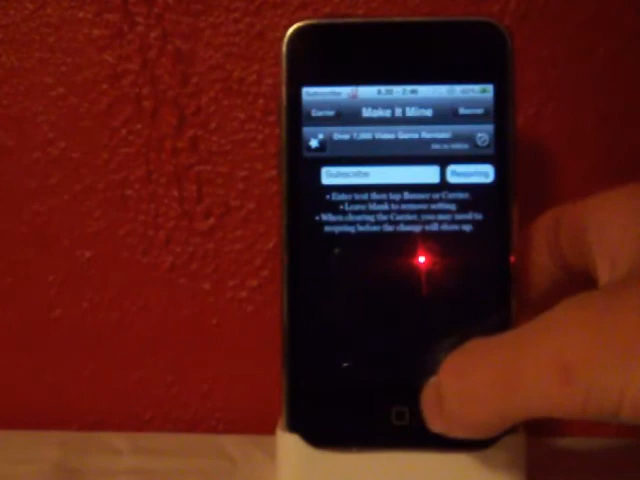 Subscribe
Carrier Make It Mine Banner
Over 7,000 Video Game Rentals!
Subscribe Respring
• Enter text then tap Banner or Carrier.
• Leave blank to remove setting.
• When clearing the Carrier, you may need to
respring before the change will show up.